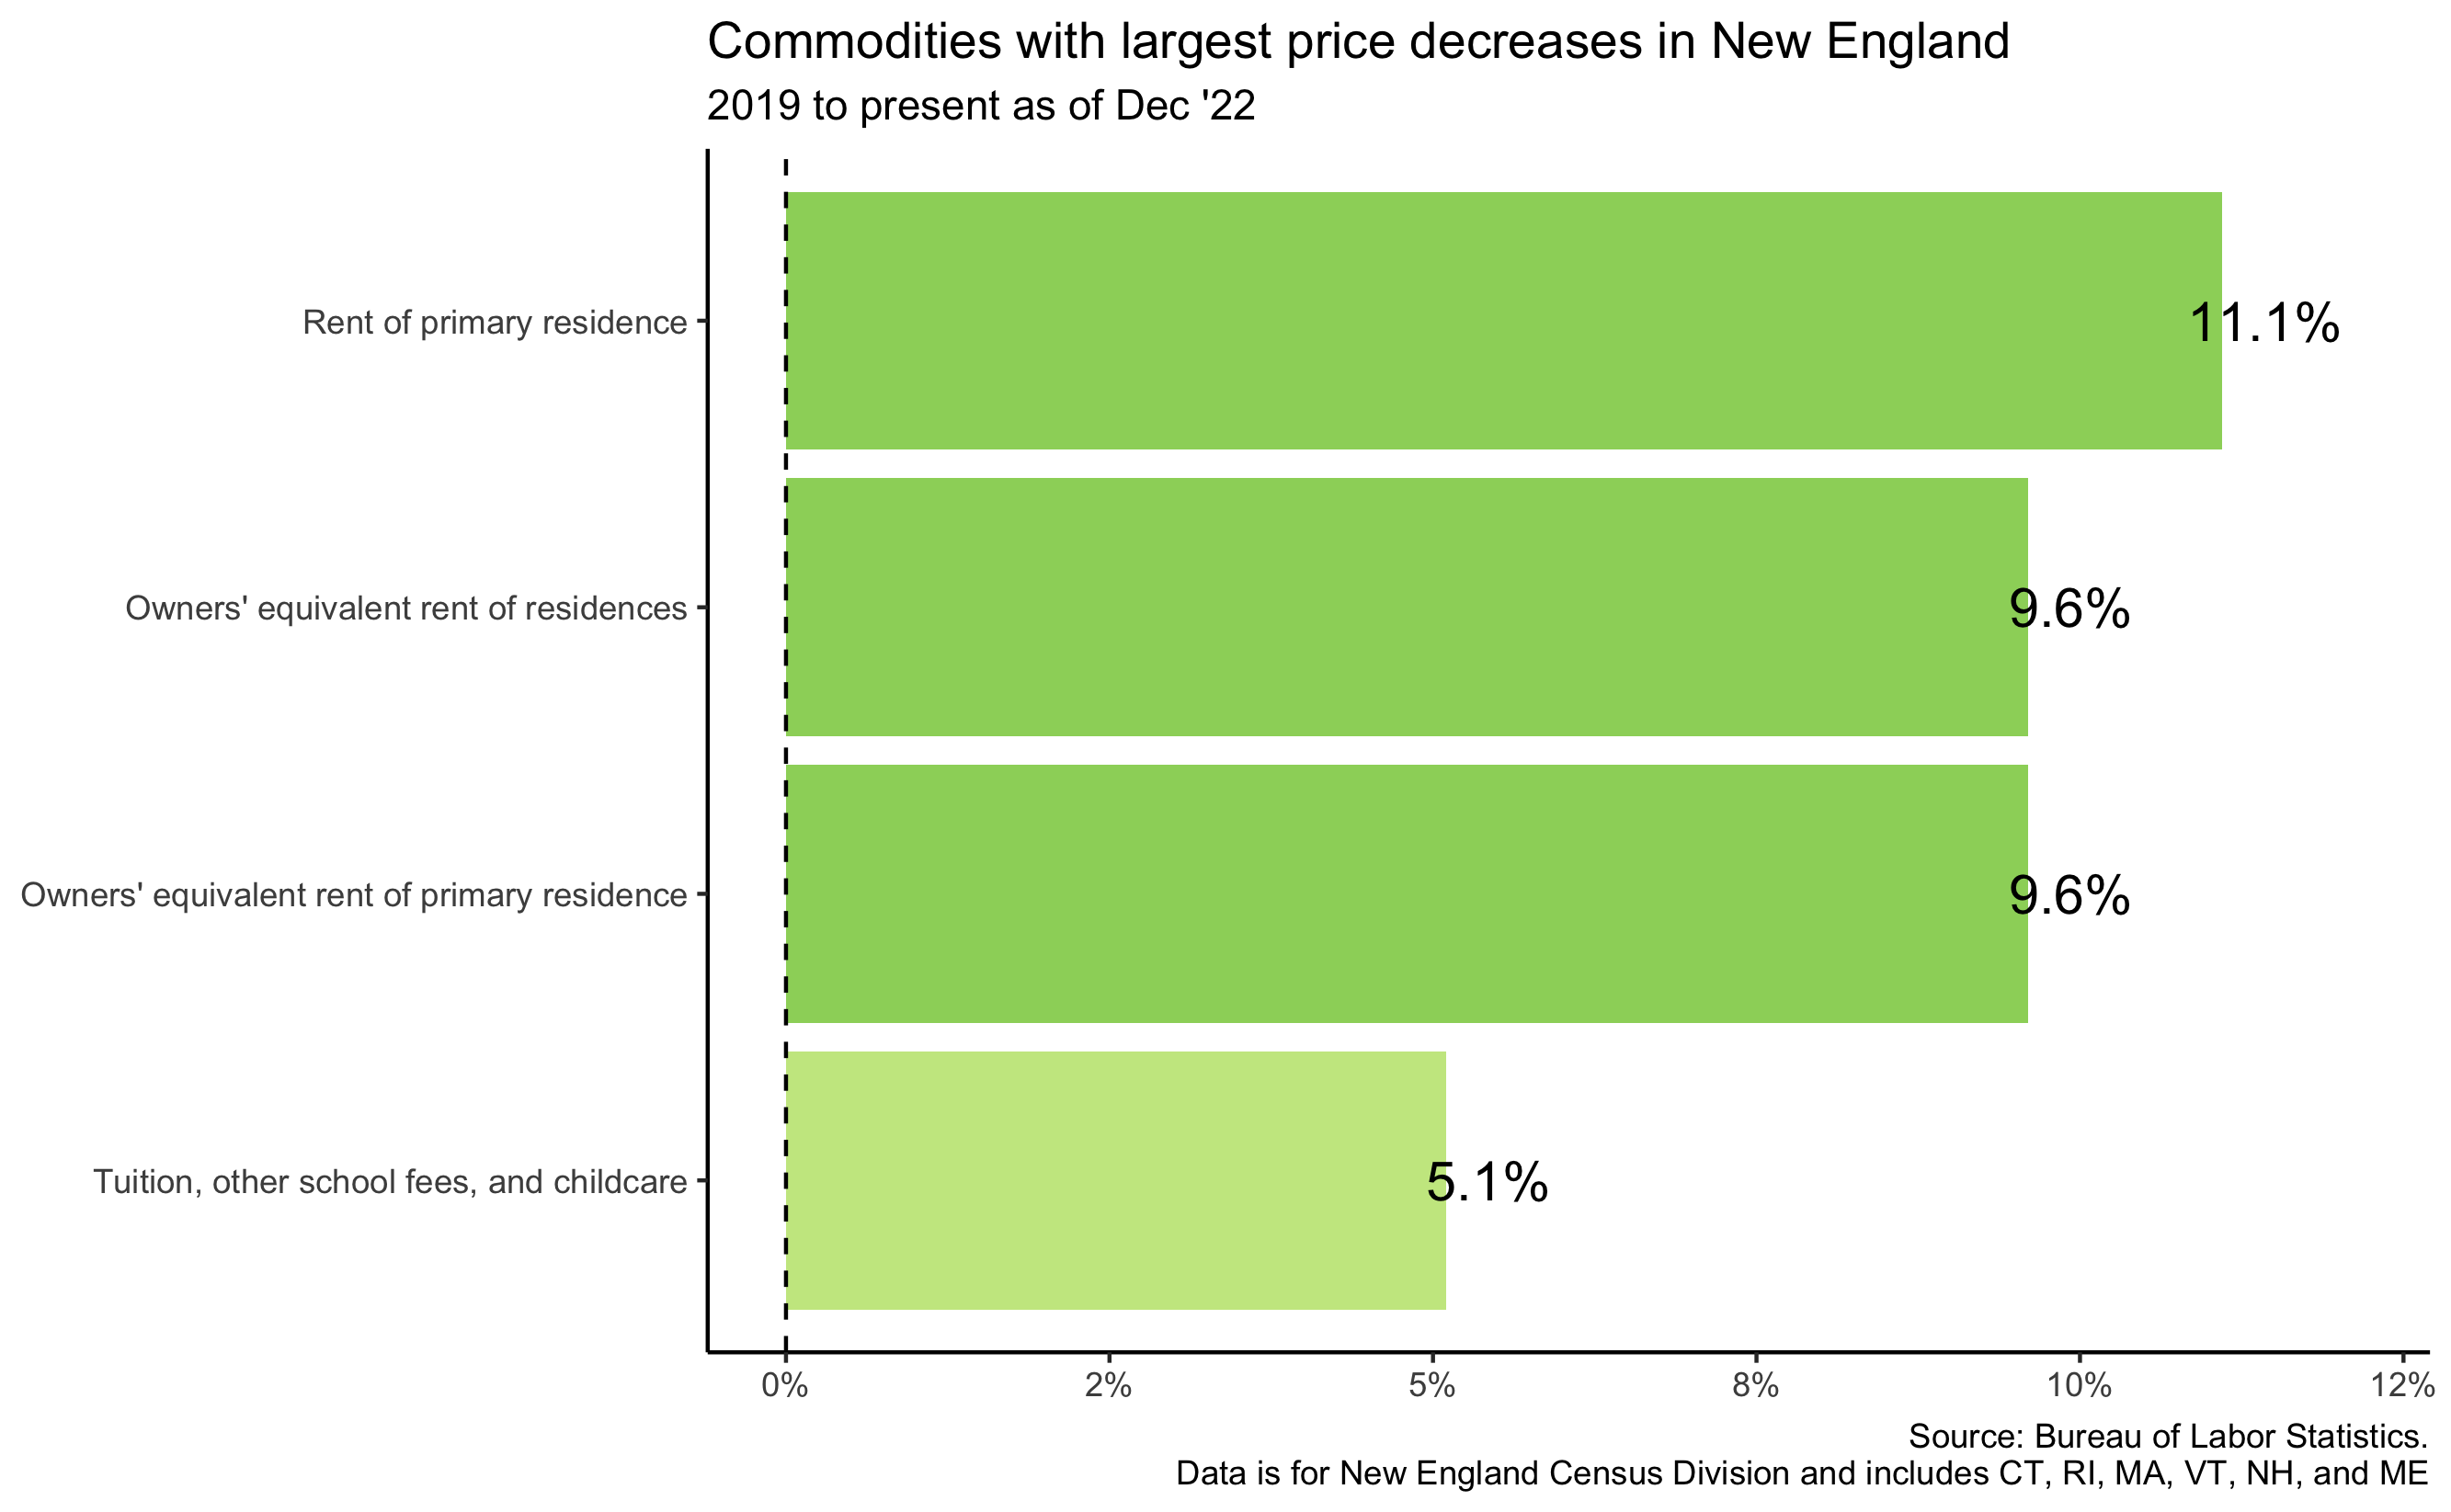 Commodities with largest price decreases in New England
2019 to present as of Dec '22
Rent of primary residence
11.1%
Owners' equivalent rent of residences
9.6%
Owners' equivalent rent of primary residence
9.6%
Tuition, other school fees, and childcare
5.1%
0% 2% 5% 8% 10% 12%
Source: Bureau of Labor Statistics.
Data is for New England Census Division and includes CT, RI, MA, VT, NH, and ME